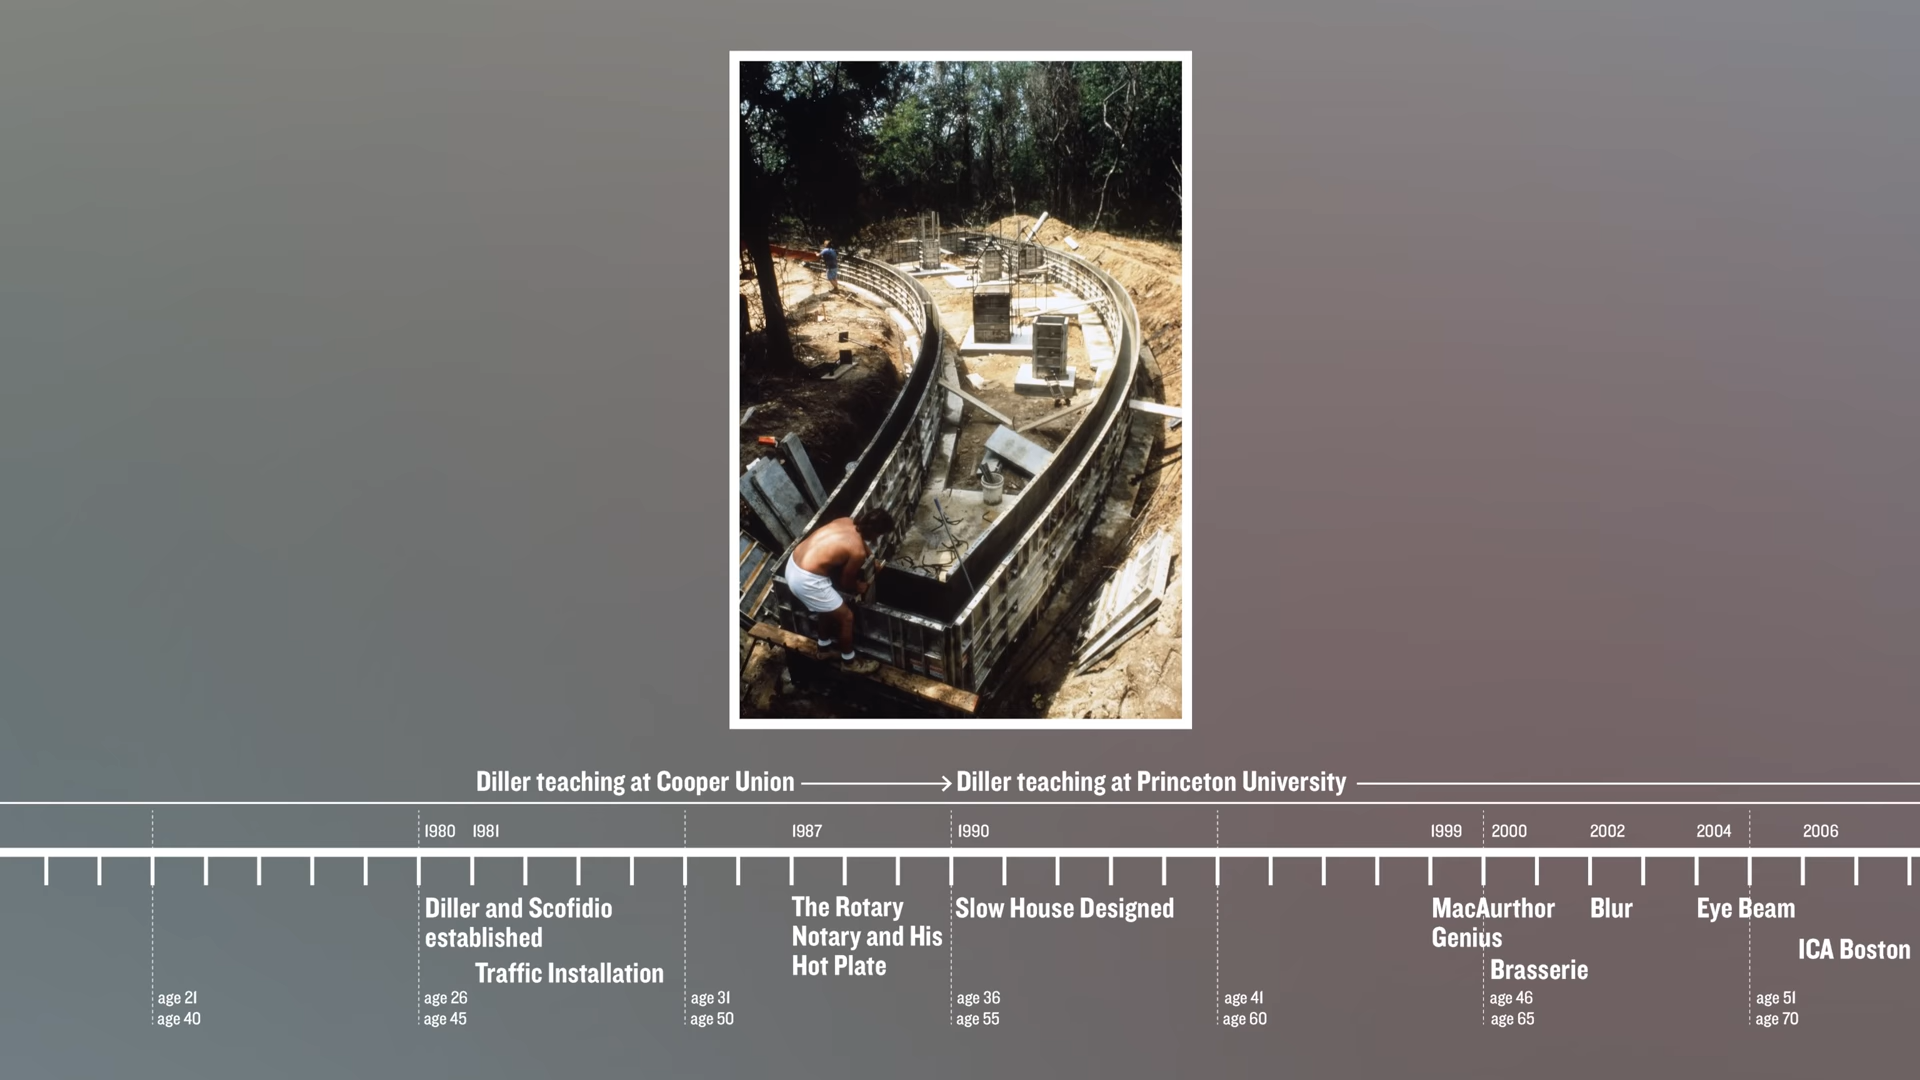 Diller teaching at Cooper Union
Diller teaching at Princeton University
1980
1981
1987
1990
1999
2000
2002
2004
2006
Diller and Scofidio
established
Traffic Installation
The Rotary
Notary and His
Hot Plate
Slow House Designed
MacAurthor
Genius
Brasserie
Blur
Eye Beam
ICA Boston
age 21
age 40
age 26
age 45
age 31
age 50
age 36
age 55
age 41
age 60
age 46
age 65
age 51
age 70